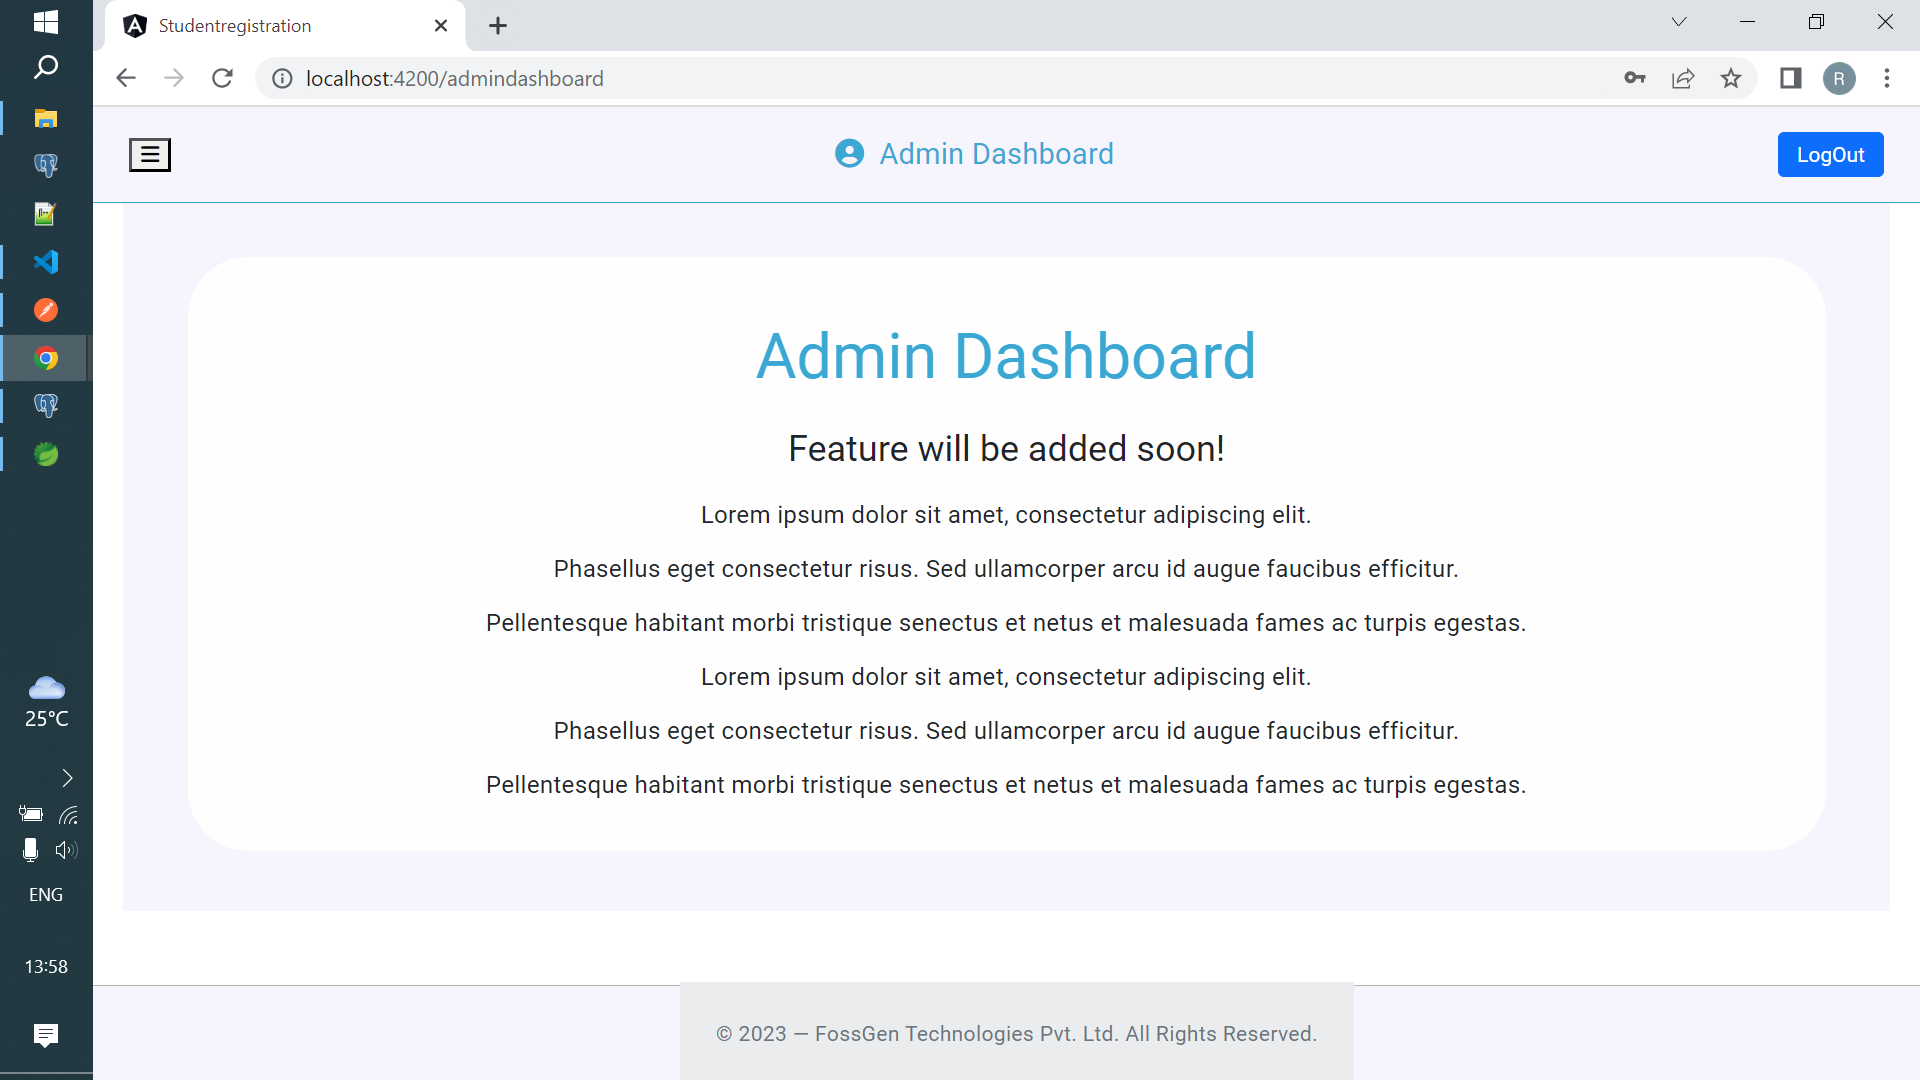 Studentregistration
localhost:4200/admindashboard
R
Admin Dashboard
LogOut
Admin Dashboard
Feature will be added soon!
Lorem ipsum dolor sit amet, consectetur adipiscing elit.
Phasellus eget consectetur risus. Sed ullamcorper arcu id augue faucibus efficitur.
Pellentesque habitant morbi tristique senectus et netus et malesuada fames ac turpis egestas.
Lorem ipsum dolor sit amet, consectetur adipiscing elit.
Phasellus eget consectetur risus. Sed ullamcorper arcu id augue faucibus efficitur.
Pellentesque habitant morbi tristique senectus et netus et malesuada fames ac turpis egestas.
© 2023 — FossGen Technologies Pvt. Ltd. All Rights Reserved.
25°C
ENG
13:58